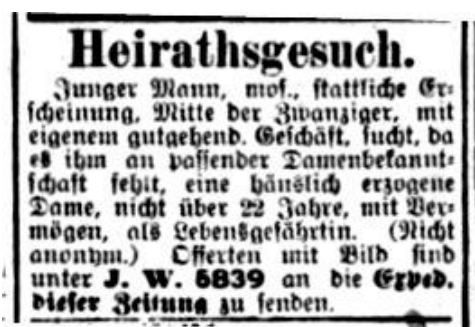 Heirathsgesuch.
Junger Mann, mos., stattliche Er-
scheinung, Mitte der Zwanziger, mit
eigenem gutgehend. Geschäft, sucht, da
es ihm an passender Damenbekannt-
schaft fehlt, eine häuslich erzogene
Dame, nicht über 22 Jahre, mit Ver-
mögen, als Lebensgefährtin. (Nicht
anonym.) Offerten mit Bild sind
unter J. W. 5839 an die Exped.
dieser Zeitung zu senden.